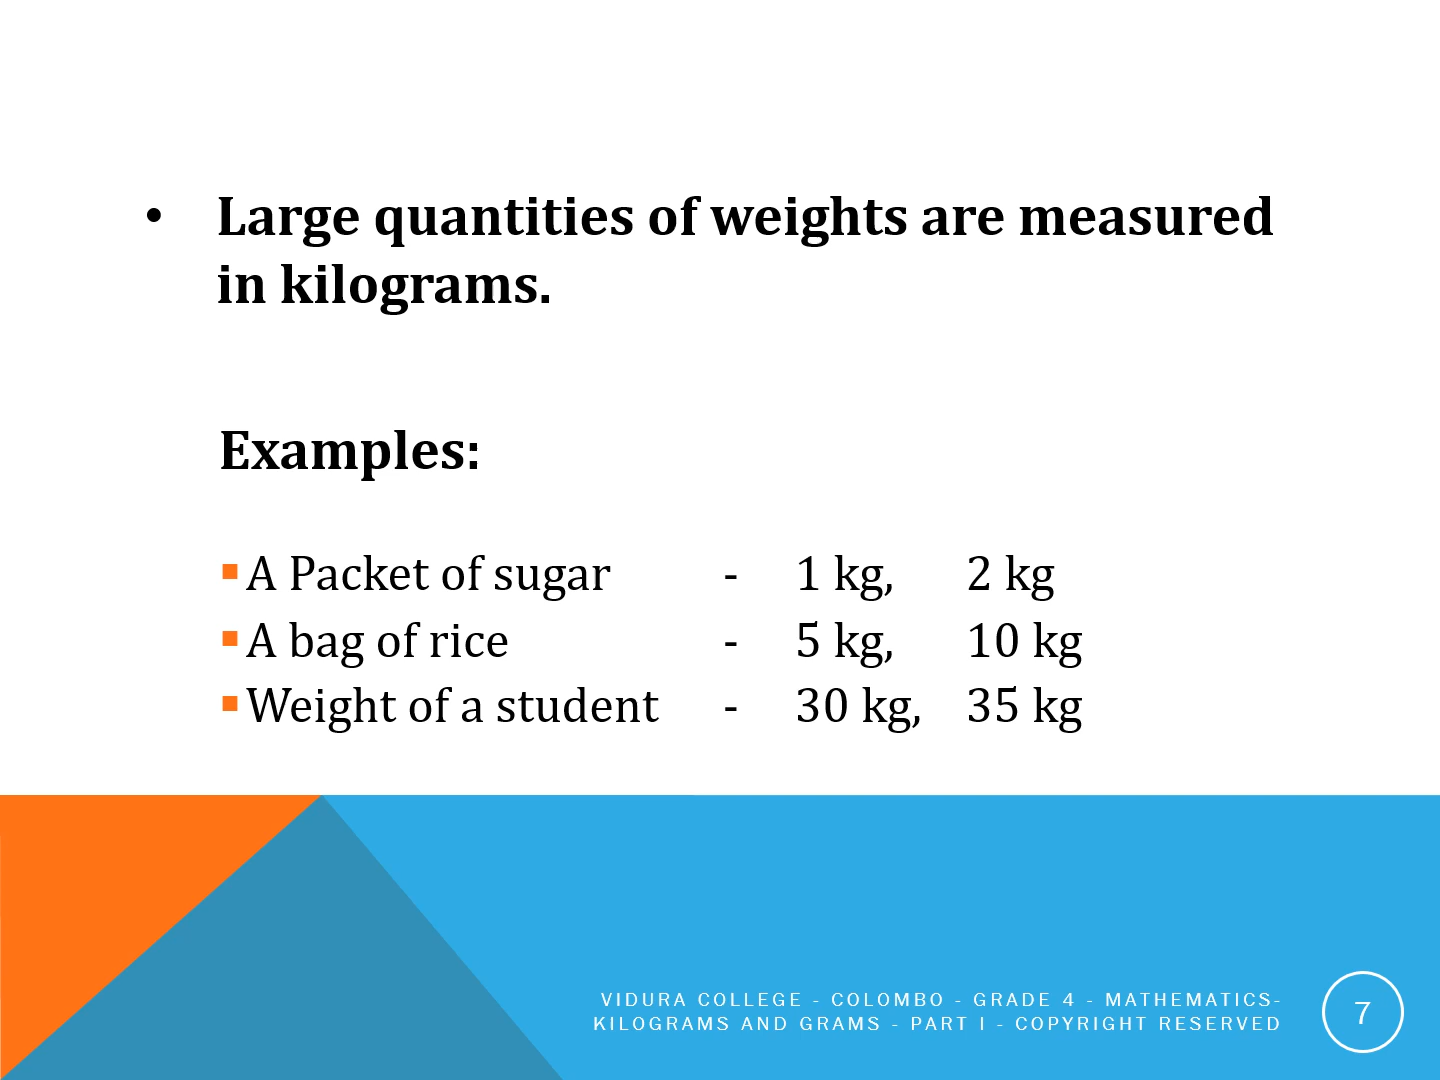 • Large quantities of weights are measured
in kilograms.
Examples:
▪ A Packet of sugar - 1 kg, 2 kg
▪ A bag of rice - 5 kg, 10 kg
▪ Weight of a student - 30 kg, 35 kg
VIDURA COLLEGE - COLOMBO - GRADE 4 - MATHEMATICS-
KILOGRAMS AND GRAMS - PART I - COPYRIGHT RESERVED
7